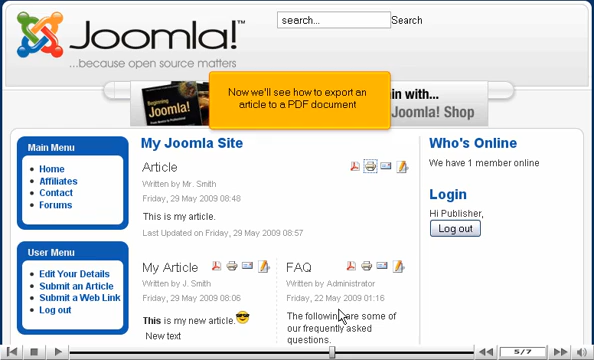 Joomla!™
...because open source matters
search... Search
Now we'll see how to export an
article to a PDF document
Beginning
Joomla!
in with...
Joomla! Shop
Main Menu
Home
Affiliates
Contact
Forums
User Menu
Edit Your Details
Submit an Article
Submit a Web Link
Log out
My Joomla Site
Article
Written by Mr. Smith
Friday, 29 May 2009 08:48
This is my article.
Last Updated on Friday, 29 May 2009 08:57
My Article
Written by J. Smith
Friday, 29 May 2009 08:06
This is my new article.
New text
FAQ
Written by Administrator
Friday, 22 May 2009 01:16
The following are some of
our frequently asked
questions.
Who's Online
We have 1 member online
Login
Hi Publisher,
Log out
5/7